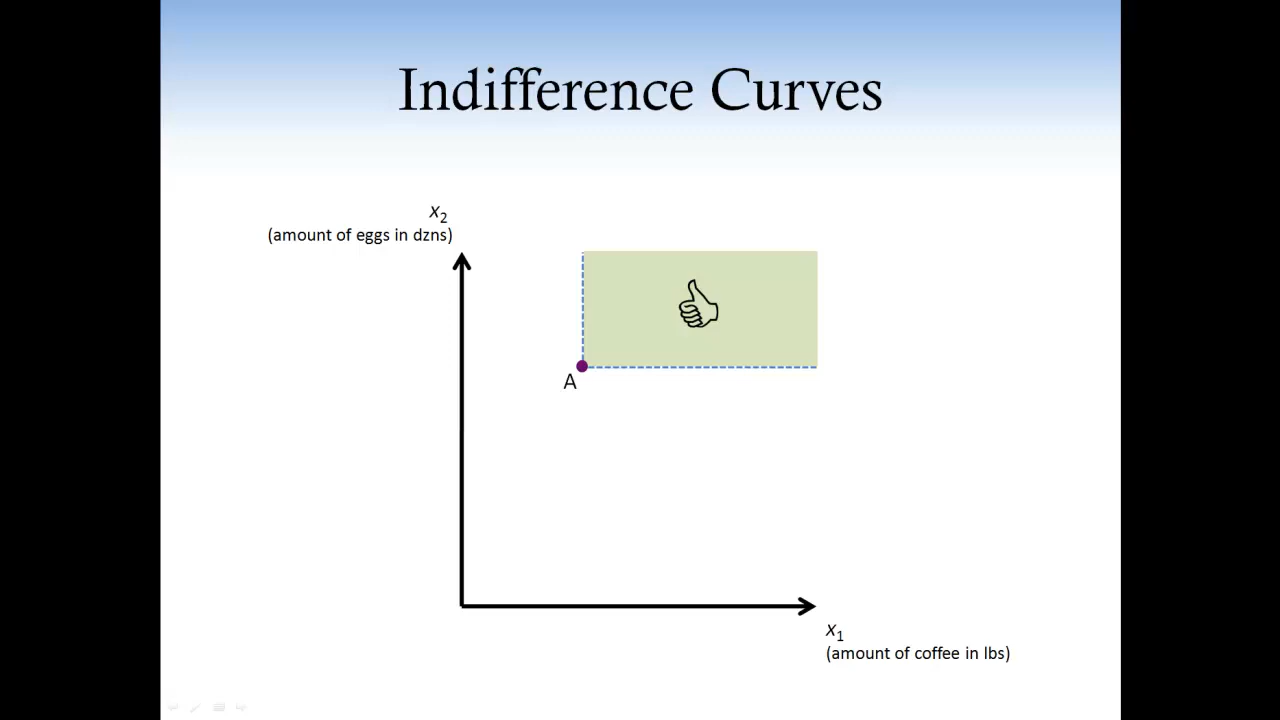 Indifference Curves
x₂
(amount of eggs in dzns)
A
x₁
(amount of coffee in lbs)